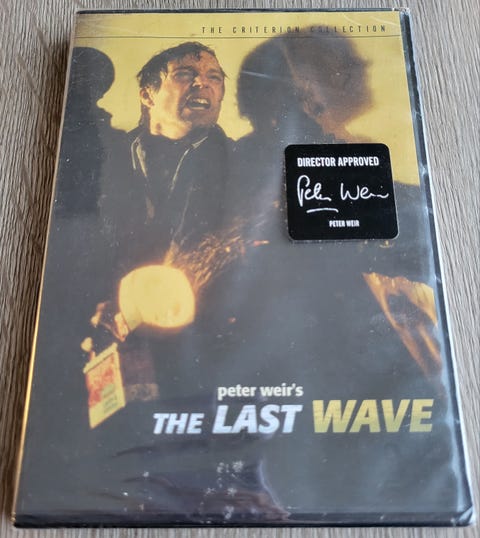 THE CRITERION COLLECTION
DIRECTOR APPROVED
Peter Weir
PETER WEIR
peter weir's
THE LAST WAVE